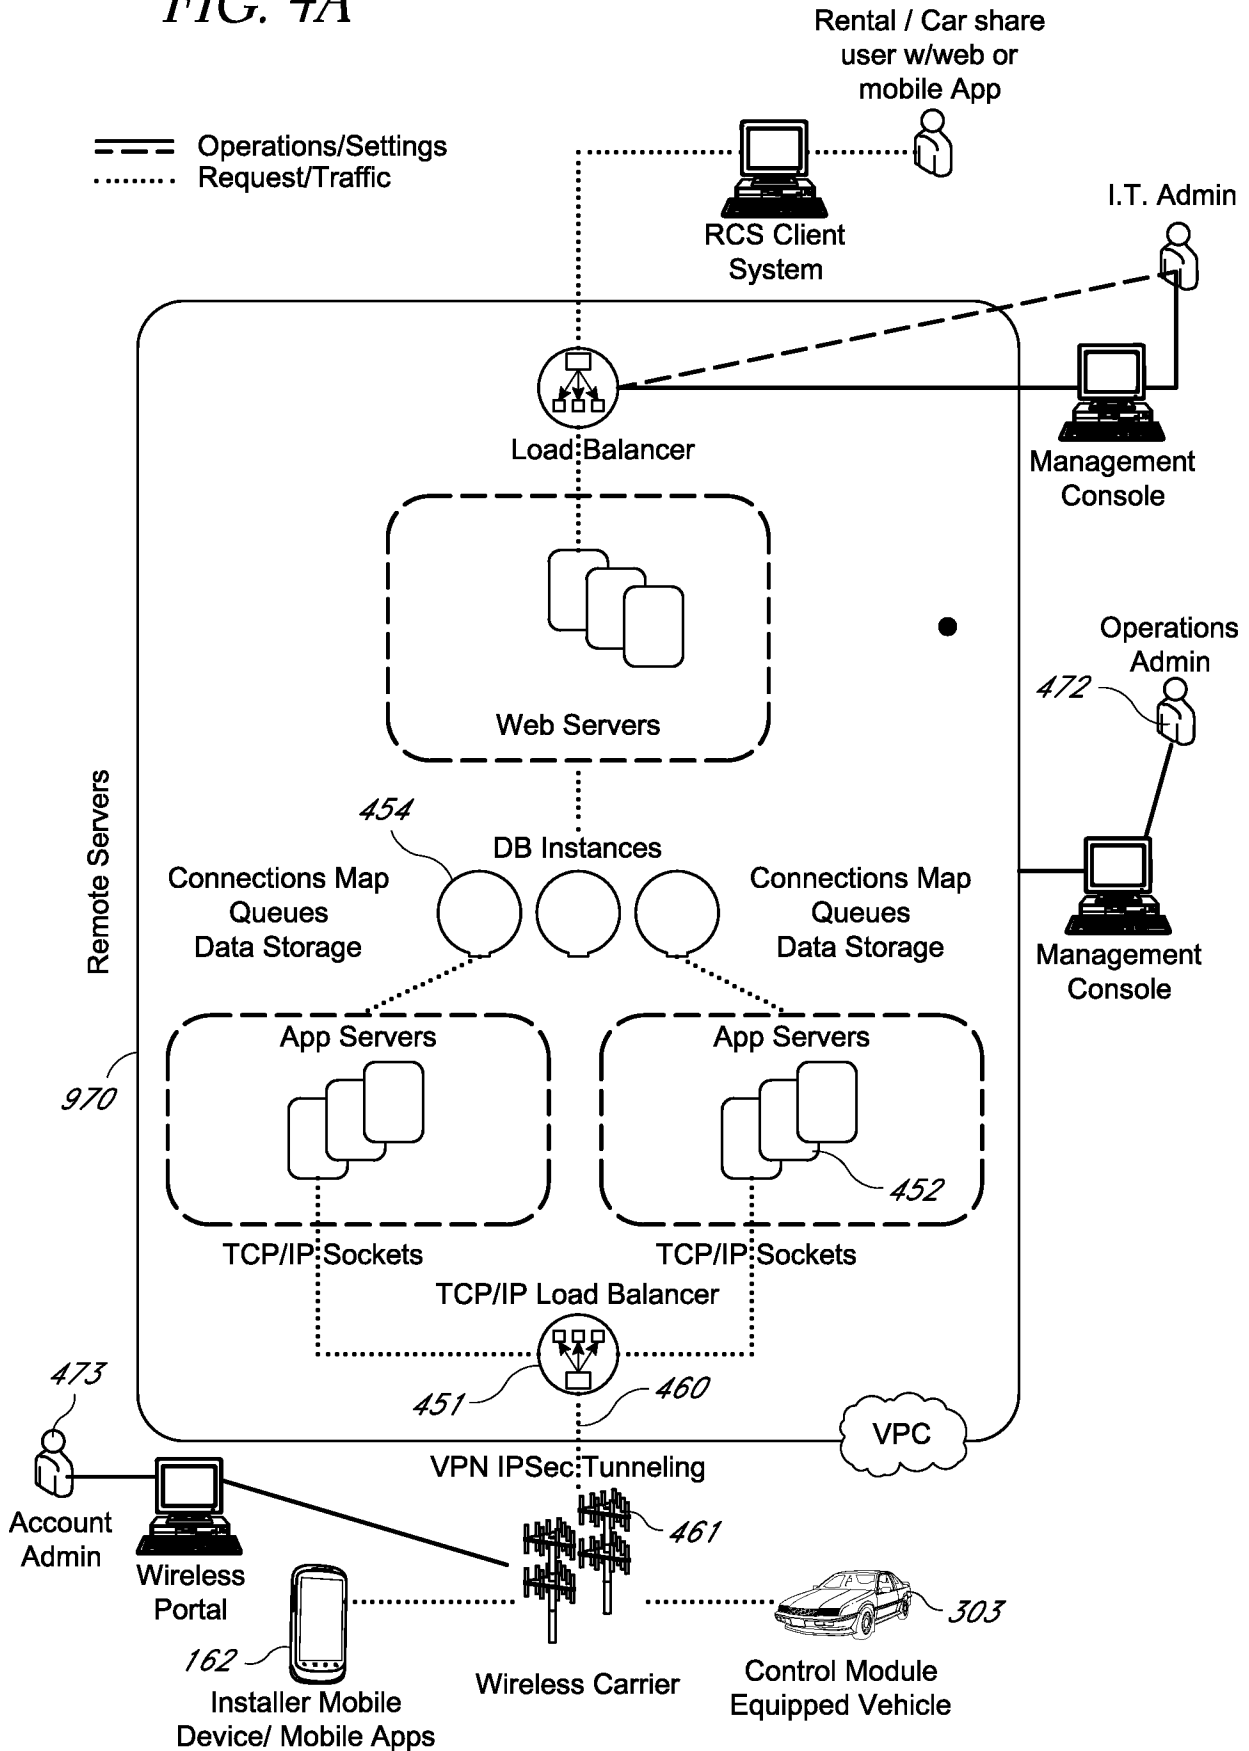 FIG. 4A
Rental / Car share
user w/web or
mobile App
Operations/Settings
Request/Traffic
I.T. Admin
RCS Client
System
Load Balancer
Management
Console
Operations
Admin
472
Web Servers
Remote Servers
454
DB Instances
Connections Map
Queues
Data Storage
Connections Map
Queues
Data Storage
Management
Console
App Servers
App Servers
970
452
TCP/IP Sockets
TCP/IP Sockets
TCP/IP Load Balancer
473
451
460
VPC
VPN IPSec Tunneling
461
Account
Admin
Wireless
Portal
303
162
Wireless Carrier
Control Module
Equipped Vehicle
Installer Mobile
Device/ Mobile Apps